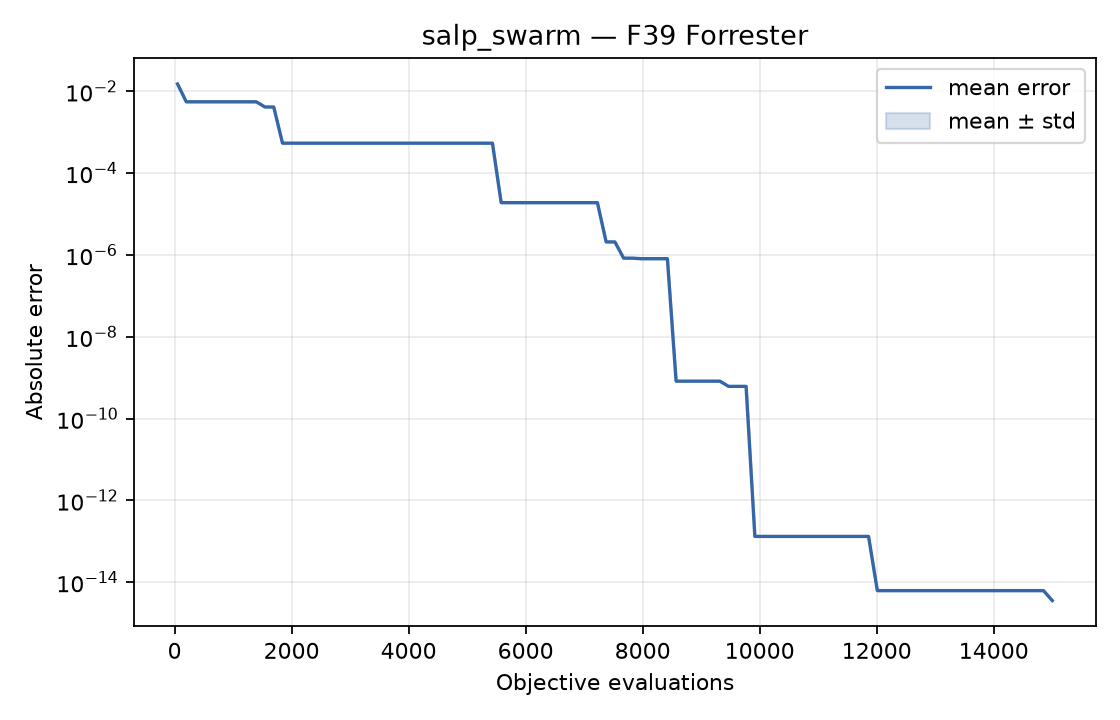 salp_swarm — F39 Forrester
mean error
mean ± std
Absolute error
10⁻²
10⁻⁴
10⁻⁶
10⁻⁸
10⁻¹⁰
10⁻¹²
10⁻¹⁴
0 2000 4000 6000 8000 10000 12000 14000
Objective evaluations